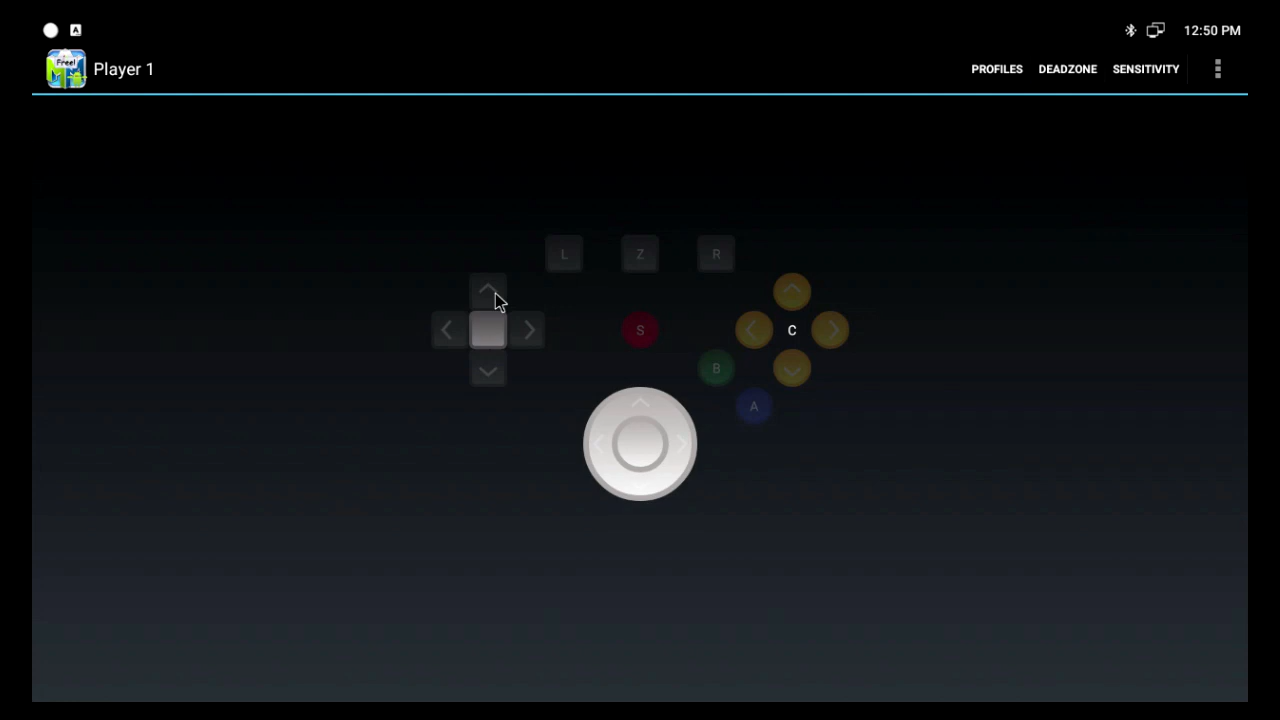 A
12:50 PM
Free!
Player 1
PROFILES DEADZONE SENSITIVITY
L Z R
S
C
B
A